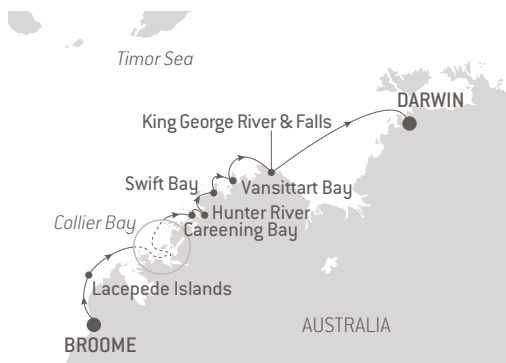 Timor Sea
DARWIN
King George River & Falls
Swift Bay
Vansittart Bay
Hunter River
Collier Bay
Careening Bay
Lacepede Islands
AUSTRALIA
BROOME